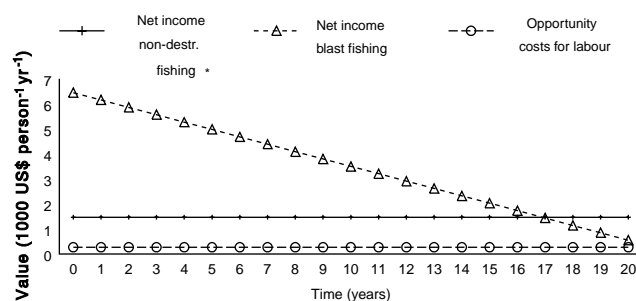 Net income
non-destr.
fishing *
Net income
blast fishing
Opportunity
costs for labour
Value (1000 US$ person-1 yr-1)
7
6
5
4
3
2
1
0
0 1 2 3 4 5 6 7 8 9 10 11 12 13 14 15 16 17 18 19 20
Time (years)